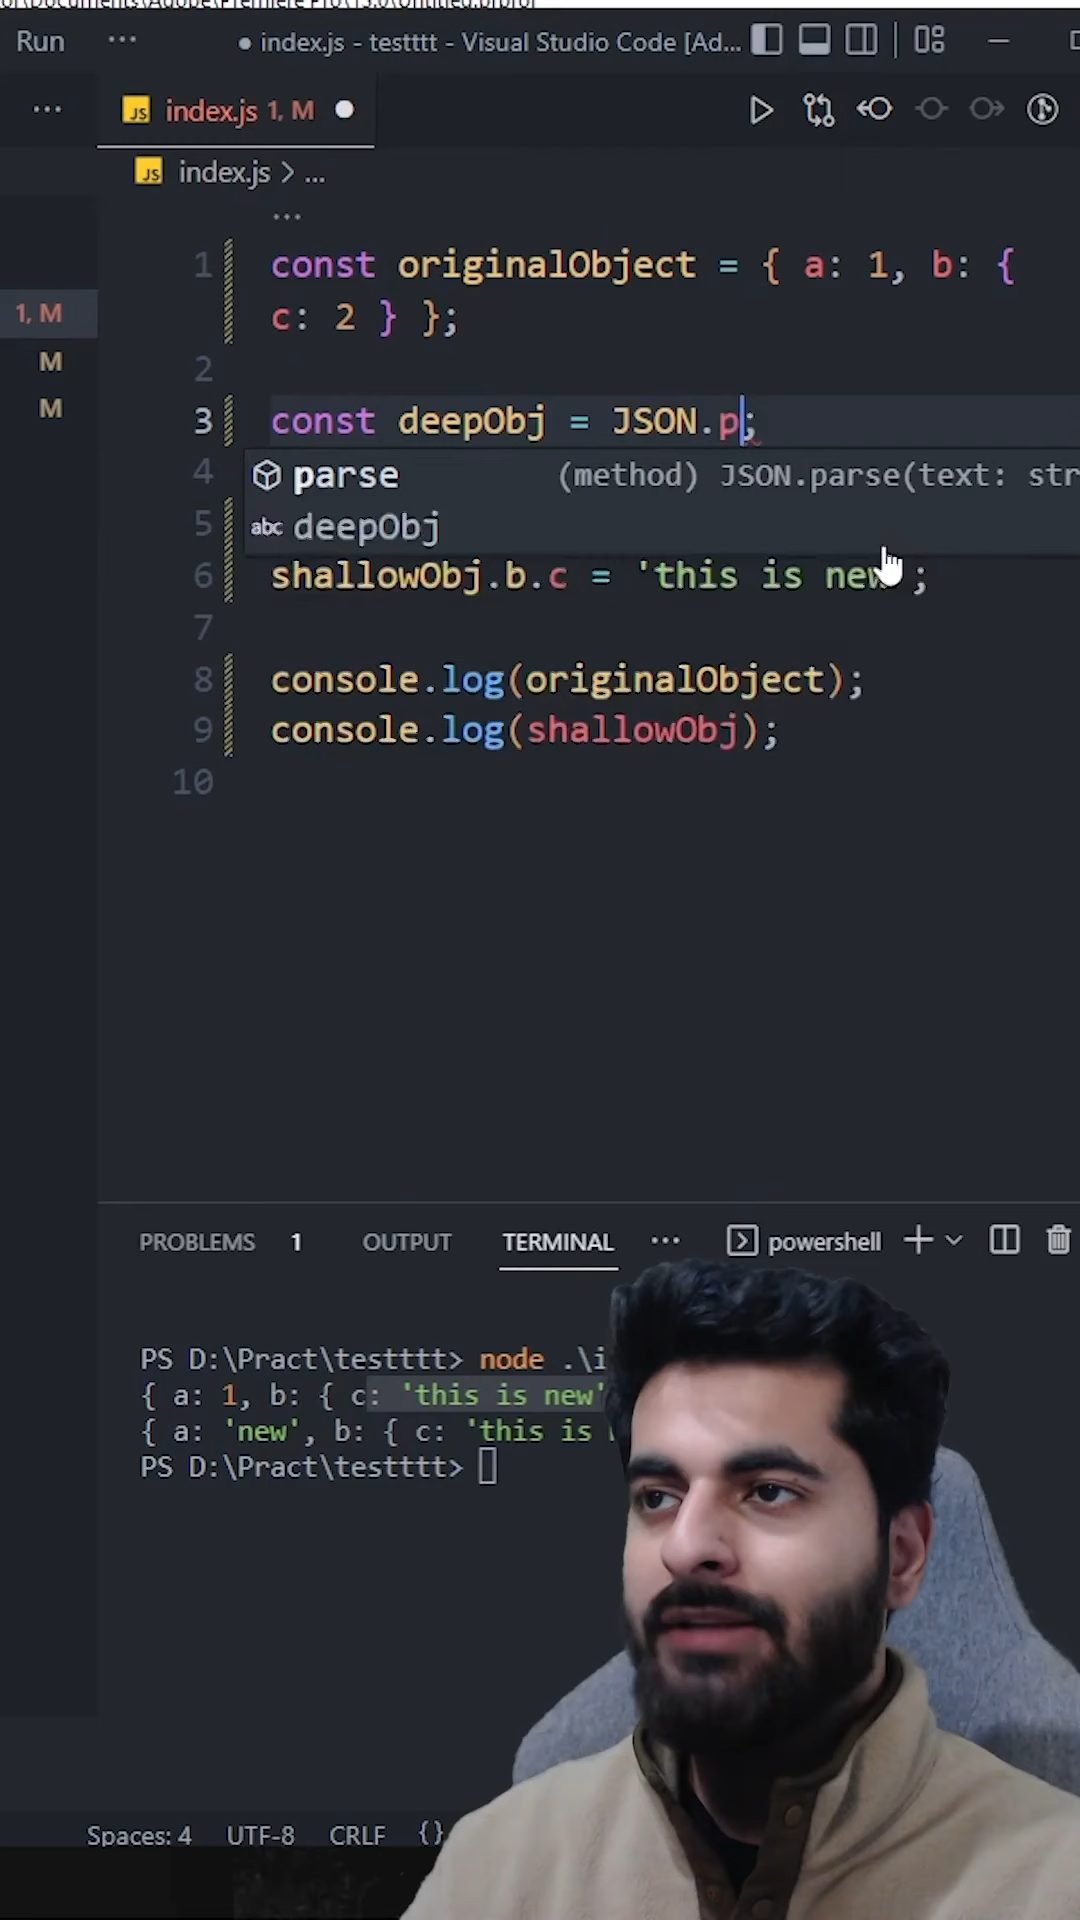 Run ··· ● index.js - testttt - Visual Studio Code [Ad...
··· JS index.js 1, M ●
JS index.js > ...
···
1 const originalObject = { a: 1, b: {
1, M c: 2 } };
M 2
M 3 const deepObj = JSON.p;
4 parse (method) JSON.parse(text: str
5 abc deepObj
6 shallowObj.b.c = 'this is new';
7
8 console.log(originalObject);
9 console.log(shallowObj);
10
PROBLEMS 1 OUTPUT TERMINAL ··· powershell
PS D:\Pract\testttt> node .\i
{ a: 1, b: { c: 'this is new'
{ a: 'new', b: { c: 'this is
PS D:\Pract\testttt>
Spaces: 4 UTF-8 CRLF {}